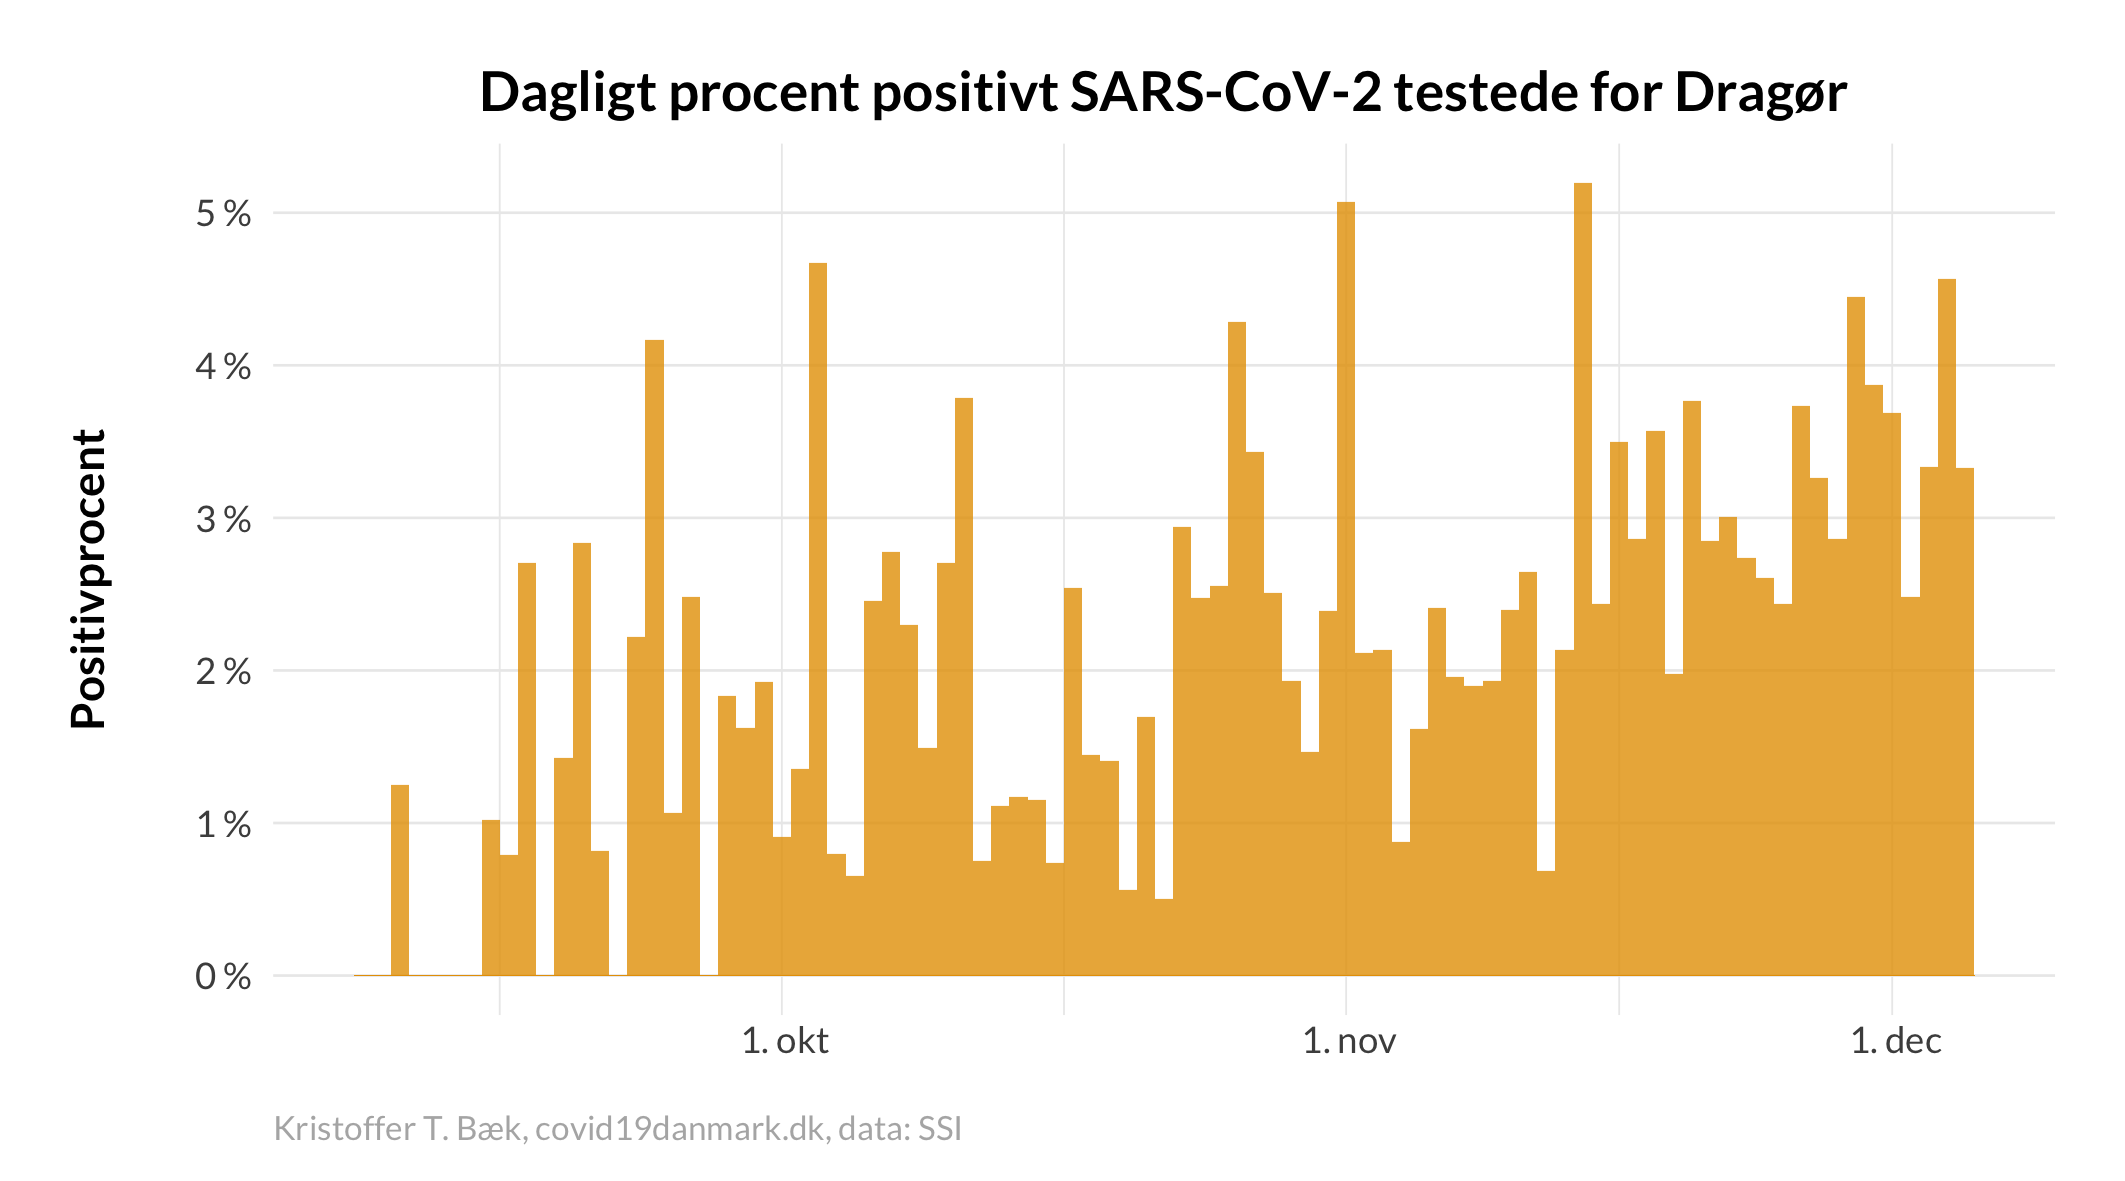 Dagligt procent positivt SARS-CoV-2 testede for Dragør
Positivprocent
5 %
4 %
3 %
2 %
1 %
0 %
1. okt
1. nov
1. dec
Kristoffer T. Bæk, covid19danmark.dk, data: SSI